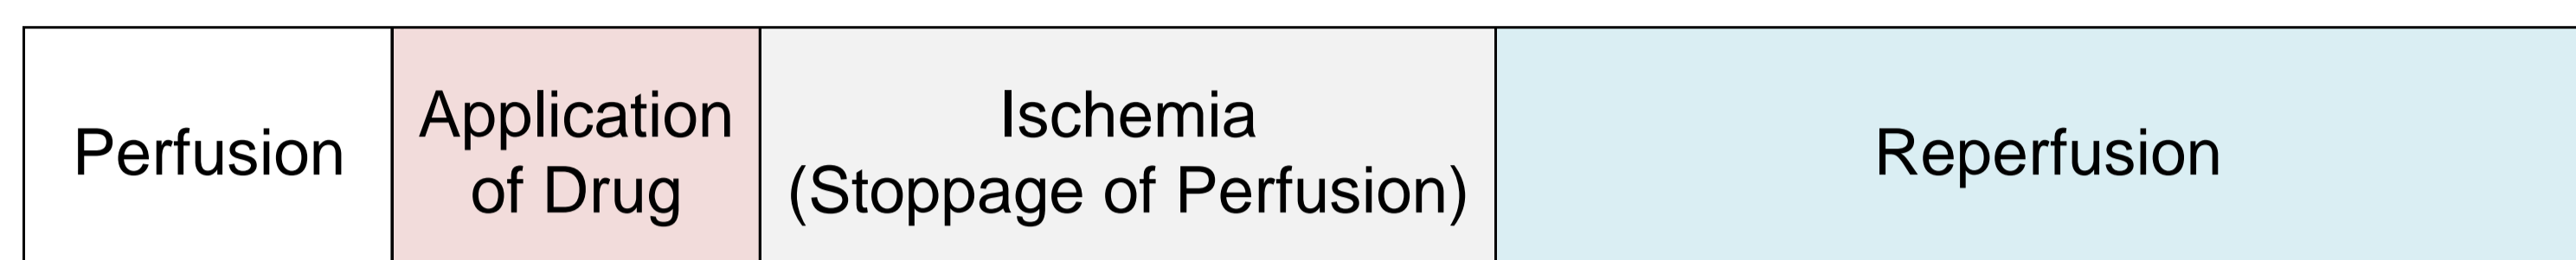 Perfusion
Application
of Drug
Ischemia
(Stoppage of Perfusion)
Reperfusion